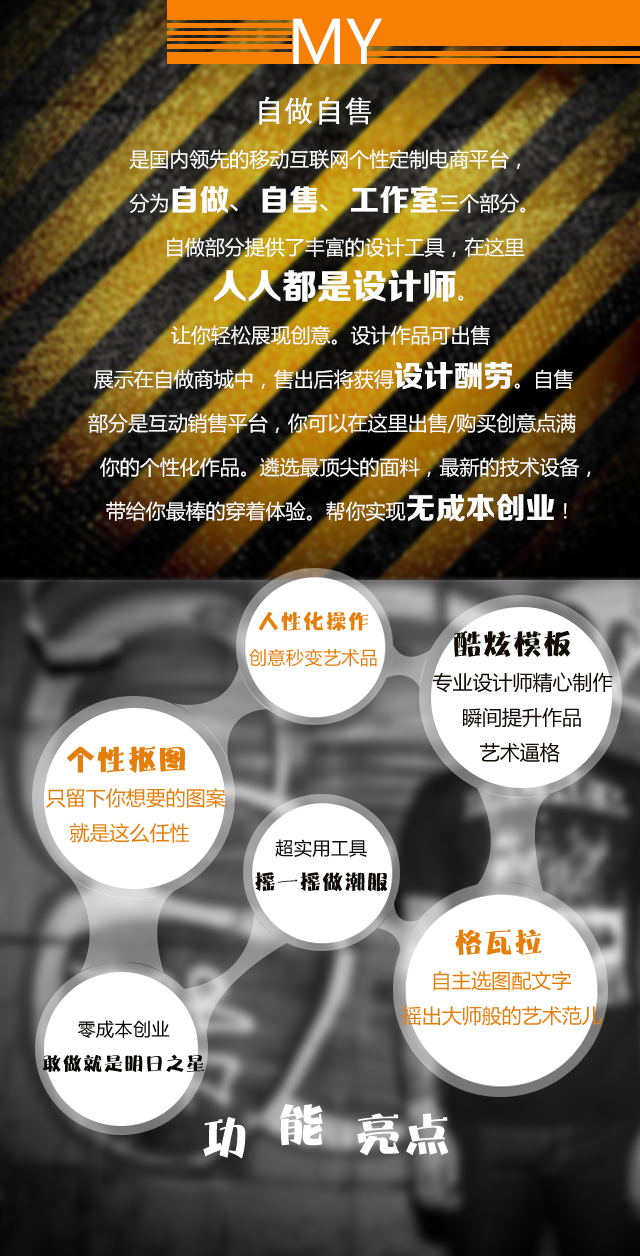 MY
自做自售
是国内领先的移动互联网个性定制电商平台，
分为自做、自售、工作室三个部分。
自做部分提供了丰富的设计工具，在这里
人人都是设计师。
让你轻松展现创意。设计作品可出售
展示在自做商城中，售出后将获得设计酬劳。自售
部分是互动销售平台，你可以在这里出售/购买创意点满
你的个性化作品。遴选最顶尖的面料，最新的技术设备，
带给你最棒的穿着体验。帮你实现无成本创业！
人性化操作
创意秒变艺术品
酷炫模板
专业设计师精心制作
瞬间提升作品
艺术逼格
个性抠图
只留下你想要的图案
就是这么任性
超实用工具
摇一摇做潮服
格瓦拉
自主选图配文字
摇出大师般的艺术范儿
零成本创业
敢做就是明日之星
功能亮点